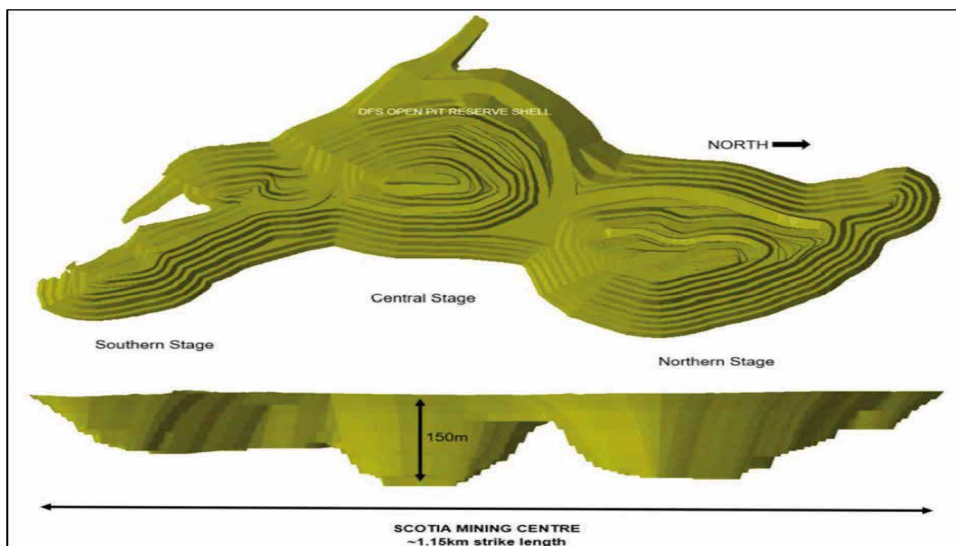 DFS OPEN PIT RESERVE SHELL
NORTH
Central Stage
Southern Stage
Northern Stage
150m
SCOTIA MINING CENTRE
~1.15km strike length